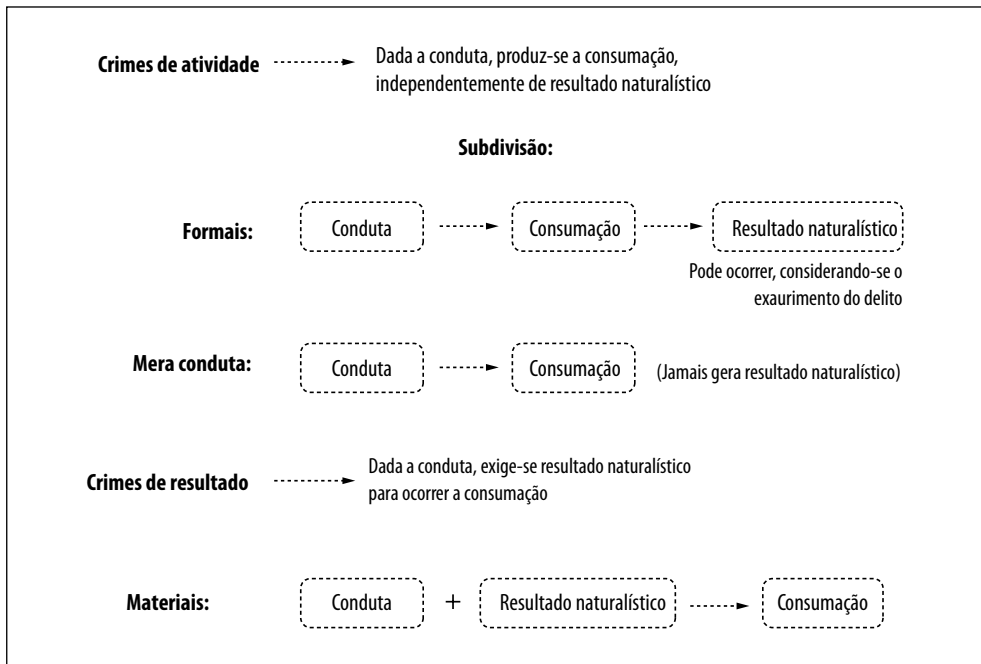 Crimes de atividade
Dada a conduta, produz-se a consumação,
independentemente de resultado naturalístico
Subdivisão:
Formais:
Conduta
Consumação
Resultado naturalístico
Pode ocorrer, considerando-se o
exaurimento do delito
Mera conduta:
Conduta
Consumação
(Jamais gera resultado naturalístico)
Crimes de resultado
Dada a conduta, exige-se resultado naturalístico
para ocorrer a consumação
Materiais:
Conduta
+
Resultado naturalístico
Consumação